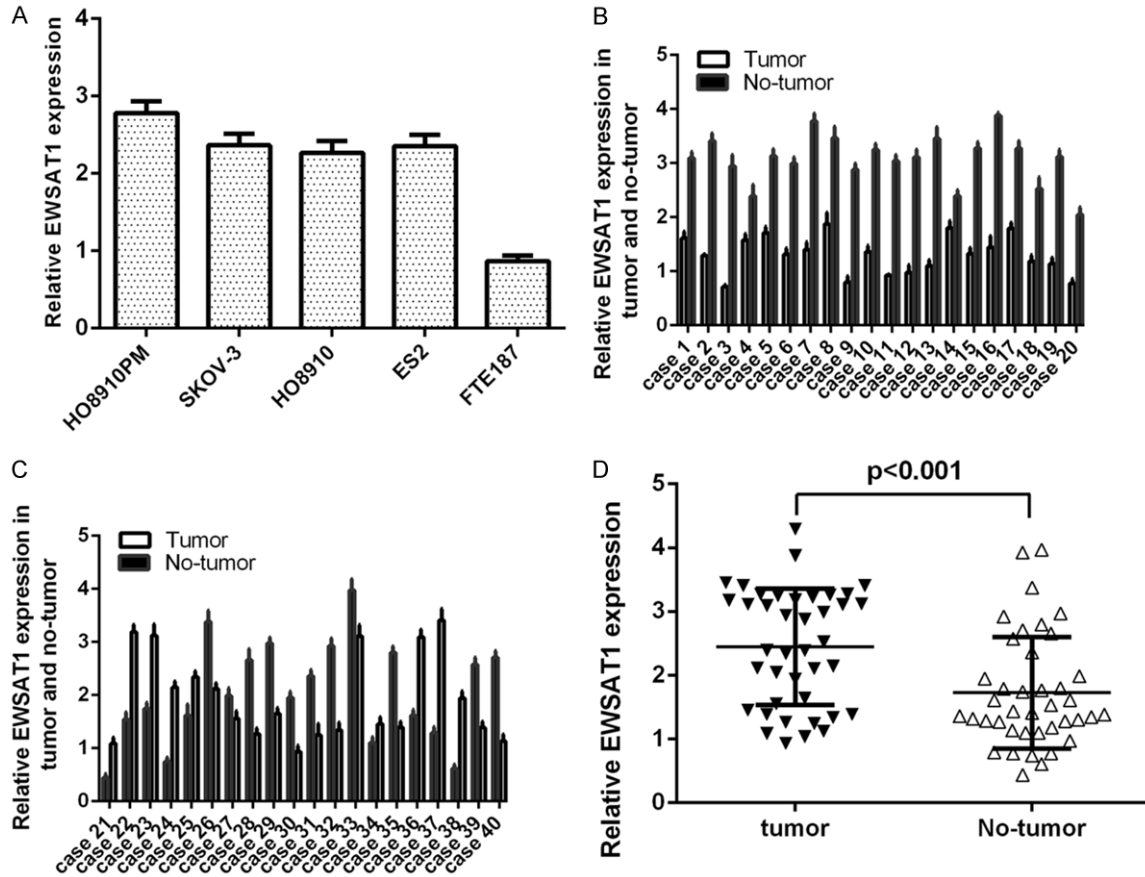 A
Relative EWSAT1 expression
4
3
2
1
0
HO8910PM
SKOV-3
HO8910
ES2
FTE187
B
Relative EWSAT1 expression in
tumor and no-tumor
Tumor
No-tumor
5
4
3
2
1
0
case 1
case 2
case 3
case 4
case 5
case 6
case 7
case 8
case 9
case 10
case 11
case 12
case 13
case 14
case 15
case 16
case 17
case 18
case 19
case 20
C
Relative EWSAT1 expression in
tumor and no-tumor
Tumor
No-tumor
5
4
3
2
1
0
case 21
case 22
case 23
case 24
case 25
case 26
case 27
case 28
case 29
case 30
case 31
case 32
case 33
case 34
case 35
case 36
case 37
case 38
case 39
case 40
D
p<0.001
Relative EWSAT1 expression
5
4
3
2
1
0
tumor
No-tumor